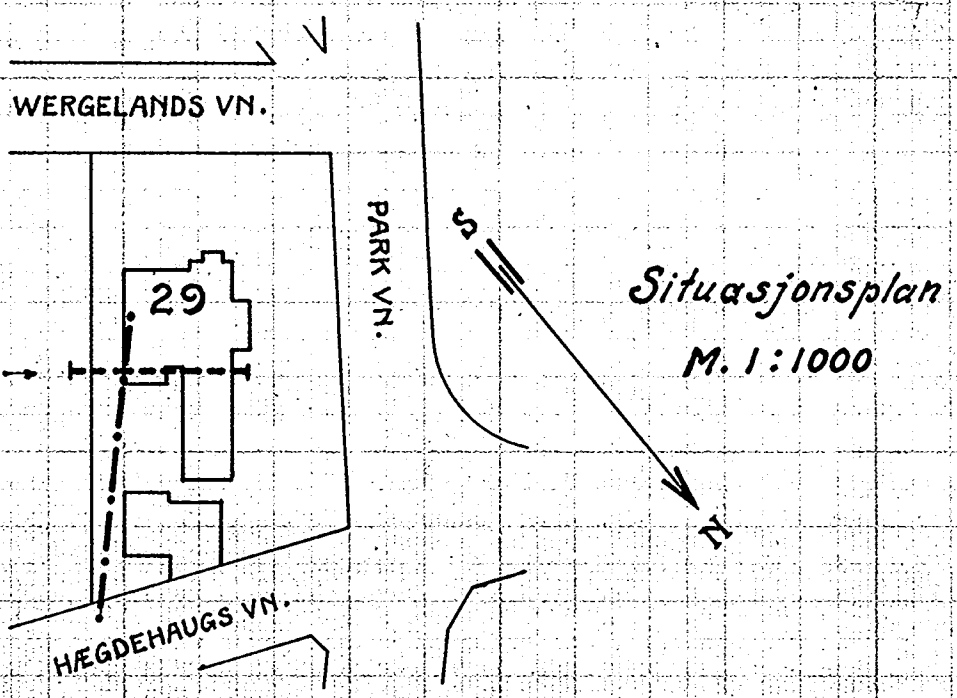 WERGELANDS VN.
PARK VN.
S
29
Situasjonsplan
M. 1:1000
N
HÆGDEHAUGS VN.